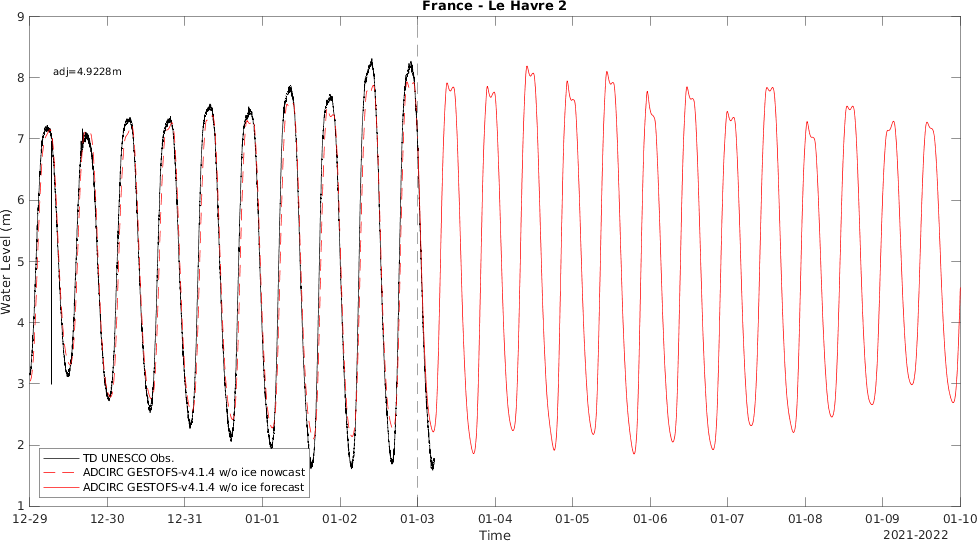 France - Le Havre 2
9
8
7
6
5
4
3
2
1
Water Level (m)
adj=4.9228m
TD UNESCO Obs.
ADCIRC GESTOFS-v4.1.4 w/o ice nowcast
ADCIRC GESTOFS-v4.1.4 w/o ice forecast
12-29 12-30 12-31 01-01 01-02 01-03 01-04 01-05 01-06 01-07 01-08 01-09 01-10
Time
2021-2022